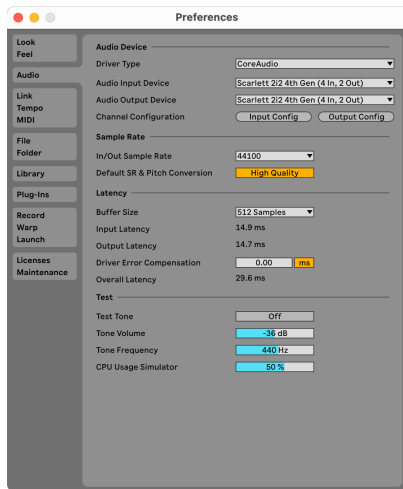 Preferences
Look
Feel
Audio
Link
Tempo
MIDI
File
Folder
Library
Plug-Ins
Record
Warp
Launch
Licenses
Maintenance
Audio Device
Driver Type CoreAudio
Audio Input Device Scarlett 2i2 4th Gen (4 In, 2 Out)
Audio Output Device Scarlett 2i2 4th Gen (4 In, 2 Out)
Channel Configuration Input Config Output Config
Sample Rate
In/Out Sample Rate 44100
Default SR & Pitch Conversion High Quality
Latency
Buffer Size 512 Samples
Input Latency 14.9 ms
Output Latency 14.7 ms
Driver Error Compensation 0.00 ms
Overall Latency 29.6 ms
Test
Test Tone Off
Tone Volume -36 dB
Tone Frequency 440 Hz
CPU Usage Simulator 50 %